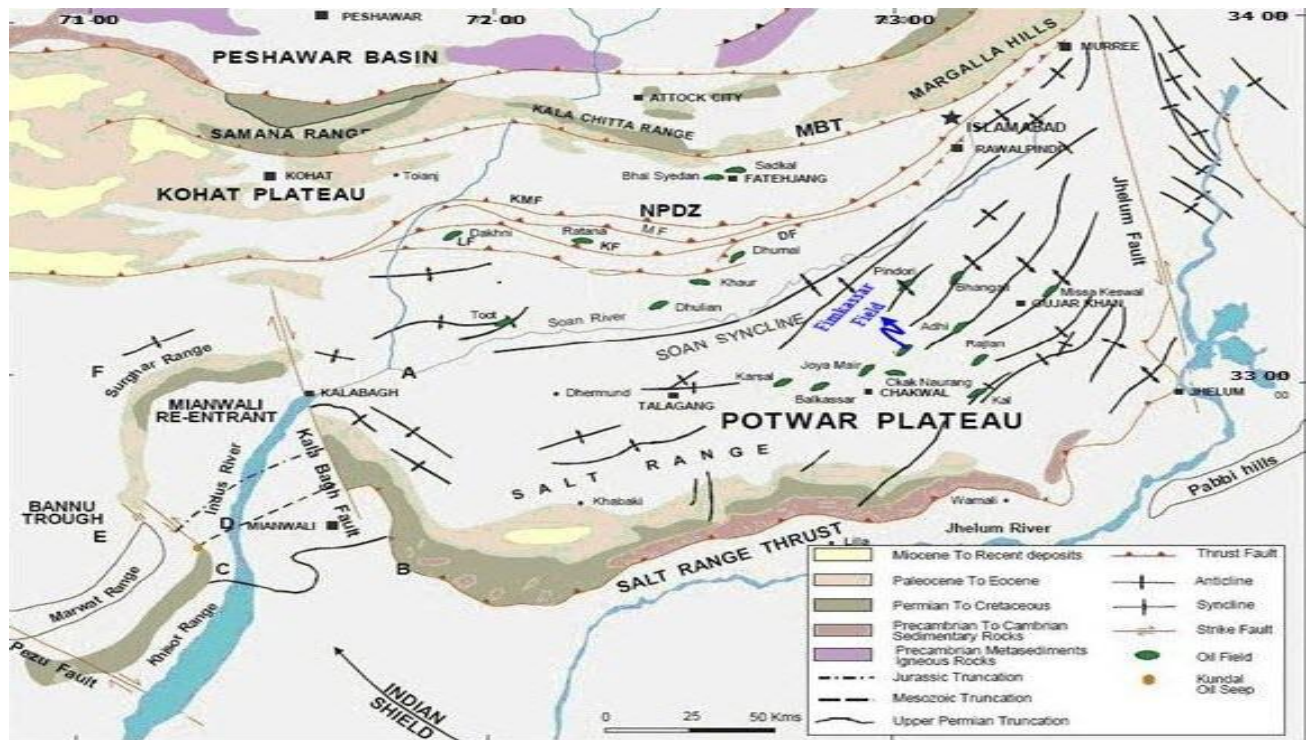 71 00
72 00
73 00
34 00
PESHAWAR
PESHAWAR BASIN
MURREE
MARGALLA HILLS
ATTOCK CITY
KALA CHITTA RANGE
SAMANA RANGE
MBT
ISLAMABAD
RAWALPINDI
Sadkal
Bhal Syedan
FATEHJANG
KOHAT
Tolanj
KOHAT PLATEAU
Jhelum Fault
KMF
NPDZ
MF
DF
Dakhni
LF
Ratana
KF
Dhumal
Khaur
Pindori
Bhangali
Missa Keswal
GUJAR KHAN
Dhulian
Toot
Soan River
SOAN SYNCLINE
Fimkassar
Field
Adhi
Rajian
F
Surghar Range
A
KALABAGH
Joya Mair
Karsal
Ckak Naurang
33 00
00
MIANWALI
RE-ENTRANT
Dhermund
TALAGANG
Balkassar
CHAKWAL
Kal
JHELUM
POTWAR PLATEAU
Kala Bagh Fault
Indus River
SALT RANGE
Khabaki
Pabbi hills
Warnali
BANNU
TROUGH
E
D
MIANWALI
Jhelum River
Lilla
C
B
SALT RANGE THRUST
Marwat Range
Khisor Range
Pezu Fault
INDIAN
SHIELD
0 25 50 Kms
Miocene To Recent deposits
Paleocene To Eocene
Permian To Cretaceous
Precambrian To Cambrian
Sedimentary Rocks
Precambrian Metasediments
Igneous Rocks
Jurassic Truncation
Mesozoic Truncation
Upper Permian Truncation
Thrust Fault
Anticline
Syncline
Strike Fault
Oil Field
Kundal
Oil Seep